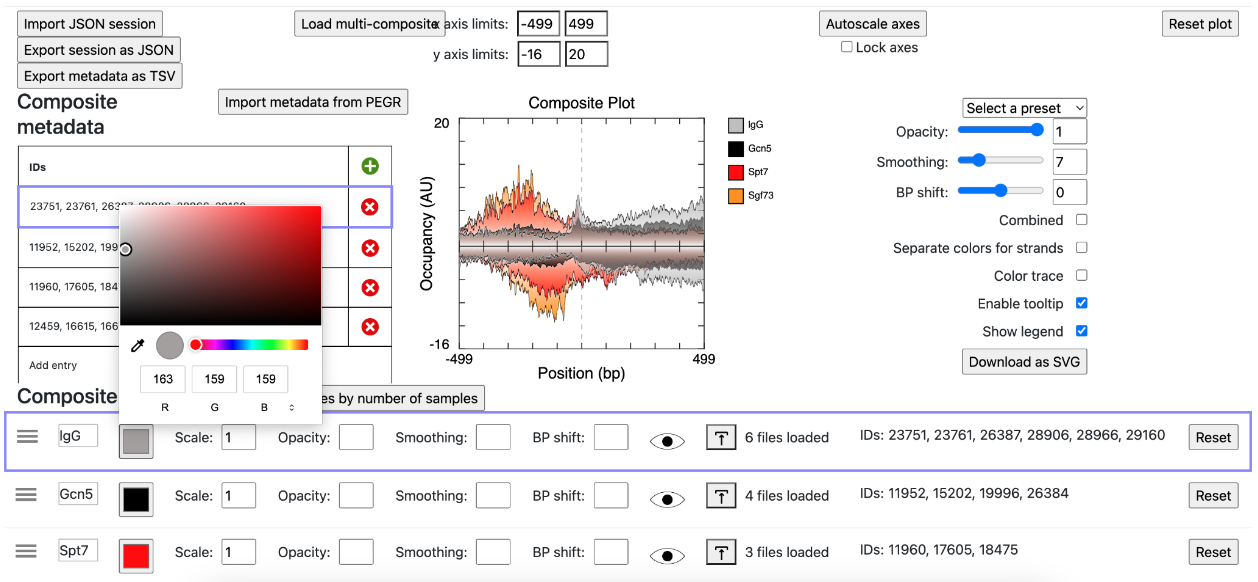 Import JSON session
Load multi-composite
x axis limits: -499 499
Autoscale axes
Reset plot
Export session as JSON
y axis limits: -16 20
Lock axes
Export metadata as TSV
Composite metadata
Import metadata from PEGR
IDs
23751, 23761, 26387, 28906, 28966, 29160
11952, 15202, 199
11960, 17605, 184
12459, 16615, 166
Add entry
163 159 159
R G B
Composite Plot
20
-16
Occupancy (AU)
-499 499
Position (bp)
IgG
Gcn5
Spt7
Sgf73
Select a preset
Opacity: 1
Smoothing: 7
BP shift: 0
Combined
Separate colors for strands
Color trace
Enable tooltip
Show legend
Download as SVG
Composite
es by number of samples
IgG Scale: 1 Opacity: Smoothing: BP shift: 6 files loaded IDs: 23751, 23761, 26387, 28906, 28966, 29160 Reset
Gcn5 Scale: 1 Opacity: Smoothing: BP shift: 4 files loaded IDs: 11952, 15202, 19996, 26384 Reset
Spt7 Scale: 1 Opacity: Smoothing: BP shift: 3 files loaded IDs: 11960, 17605, 18475 Reset